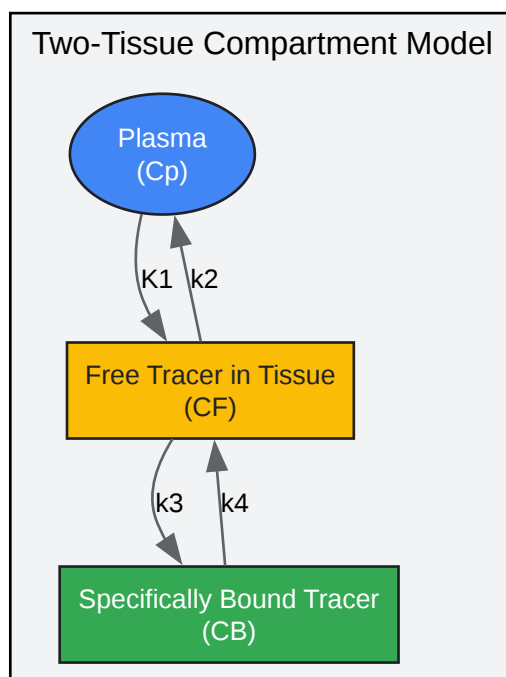 Two-Tissue Compartment Model
Plasma
(Cp)
K1
k2
Free Tracer in Tissue
(CF)
k3
k4
Specifically Bound Tracer
(CB)